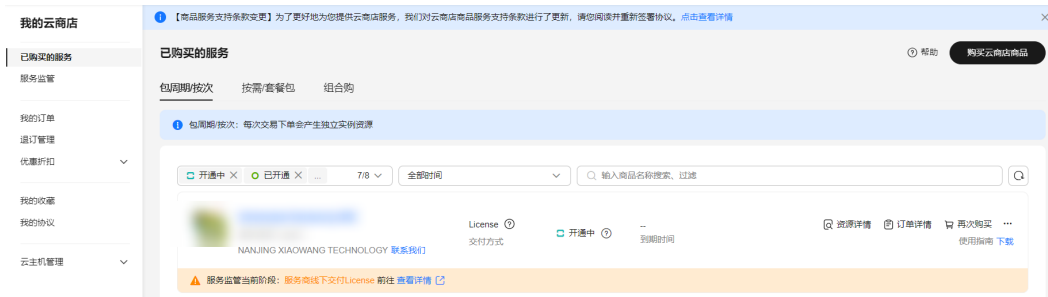 我的云商店
已购买的服务
服务监管
我的订单
退订管理
优惠折扣
我的收藏
我的协议
云主机管理
【商品服务支持条款变更】为了更好地为您提供云商店服务，我们对云商店商品服务支持条款进行了更新，请您阅读并重新签署协议。点击查看详情
已购买的服务
帮助
购买云商店商品
包周期/按次 按需/套餐包 组合购
包周期/按次：每次交易下单会产生独立实例资源
开通中 已开通 ... 7/8 全部时间 输入商品名称搜索、过滤
License 开通中 -- 资源详情 订单详情 再次购买 ...
交付方式 到期时间 使用指南 下载
NANJING XIAOWANG TECHNOLOGY 联系我们
服务监管当前阶段：服务商线下交付License 前往 查看详情